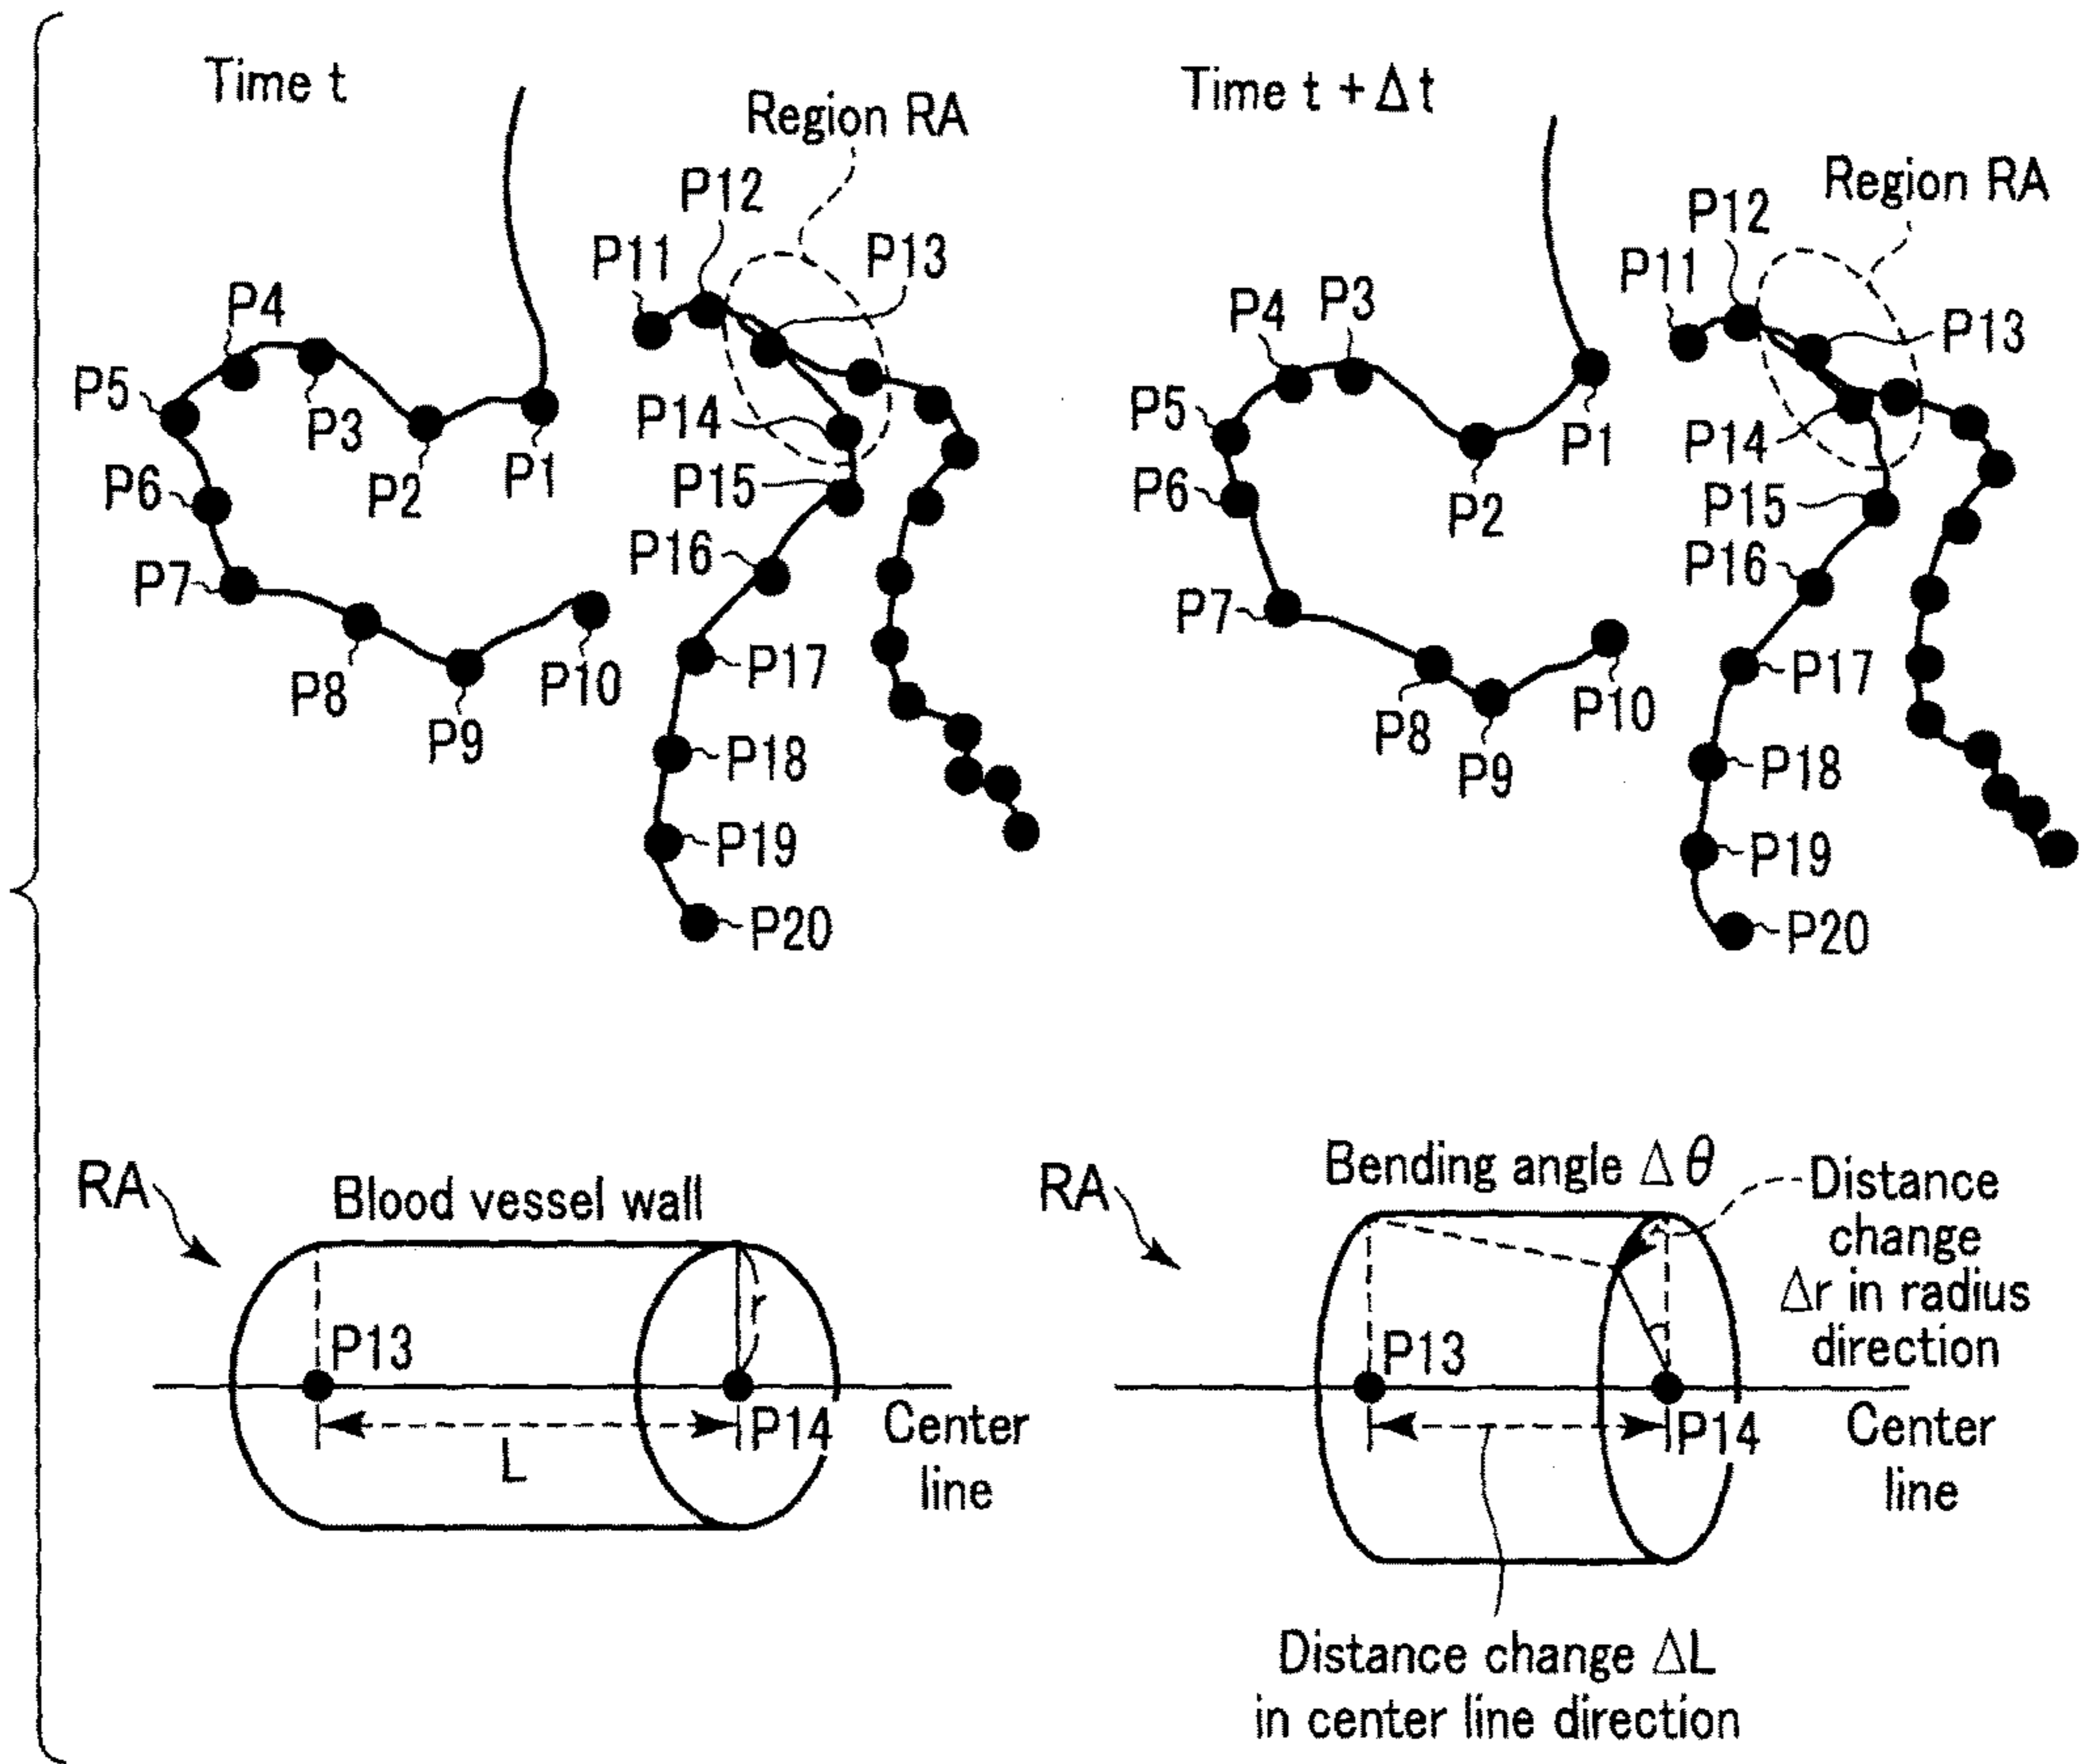 Time t
Region RA
P12
P11
P13
P4
P5
P3
P14
P2
P1
P15
P6
P16
P7
P17
P8
P10
P9
P18
P19
P20
Time t + Δt
Region RA
P12
P11
P4
P3
P13
P5
P14
P1
P6
P2
P15
P16
P7
P17
P8
P10
P9
P18
P19
P20
RA
Blood vessel wall
r
P13
P14
L
Center
line
RA
Bending angle Δθ
Distance
change
Δr in radius
direction
P13
P14
Center
line
Distance change ΔL
in center line direction